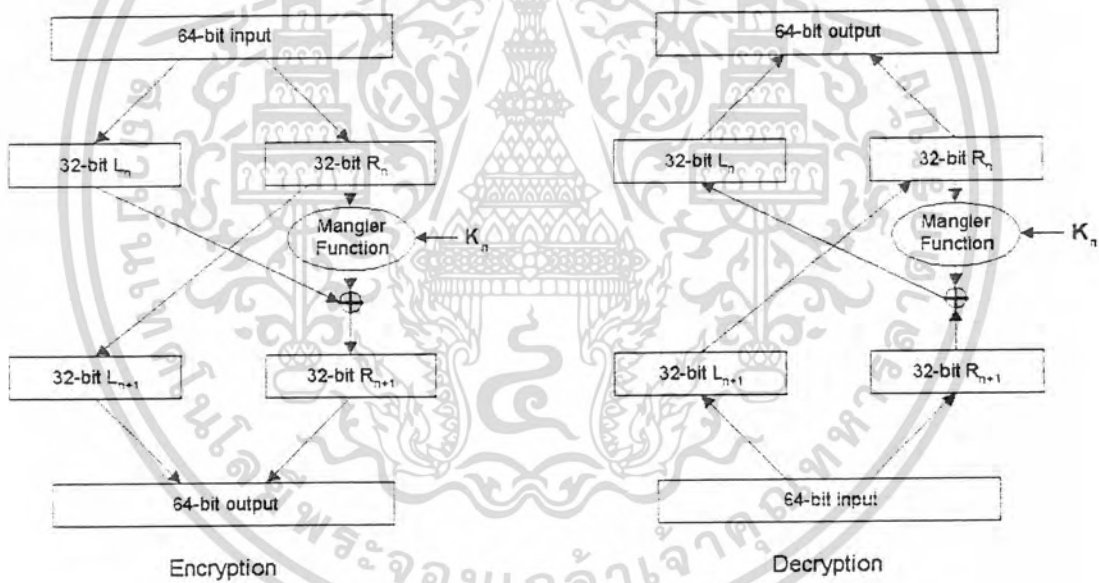 64-bit input
32-bit Lₙ
32-bit Rₙ
Mangler
Function
Kₙ
32-bit Lₙ₊₁
32-bit Rₙ₊₁
64-bit output
Encryption
64-bit output
32-bit Lₙ
32-bit Rₙ
Mangler
Function
Kₙ
32-bit Lₙ₊₁
32-bit Rₙ₊₁
64-bit input
Decryption